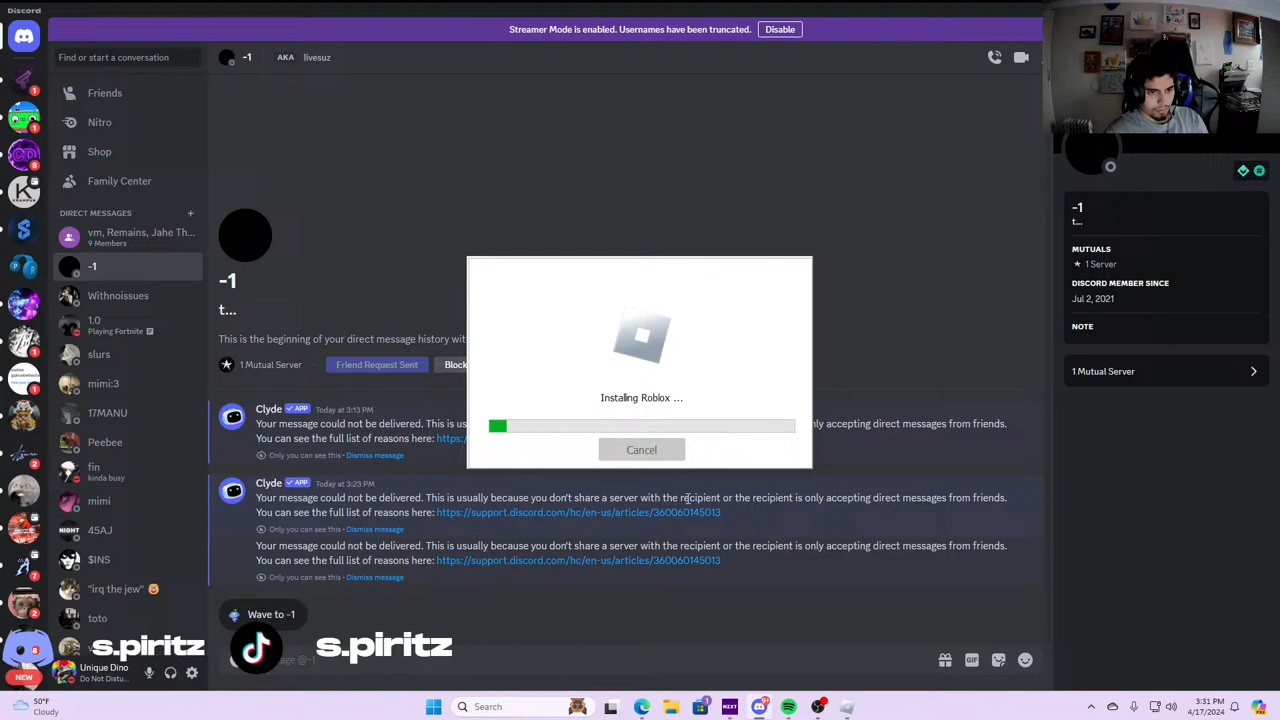 Discord
Streamer Mode is enabled. Usernames have been truncated.
Disable
Find or start a conversation
-1
AKA
livesuz
Friends
Nitro
Shop
Family Center
DIRECT MESSAGES
vm, Remains, Jahe Th...
9 Members
-1
Withnoissues
1.0
Playing Fortnite
slurs
mimi:3
17MANU
Peebee
fin
kinda busy
mimi
45AJ
$INS
"irq the jew"
toto
Unique Dino
Do Not Distu...
NEW
-1
t...
This is the beginning of your direct message history wit
1 Mutual Server
Friend Request Sent
Block
Clyde APP Today at 3:13 PM
Your message could not be delivered. This is us
ly accepting direct messages from friends.
You can see the full list of reasons here: https:/
Only you can see this • Dismiss message
Clyde APP Today at 3:23 PM
Your message could not be delivered. This is usually because you don't share a server with the recipient or the recipient is only accepting direct messages from friends.
You can see the full list of reasons here: https://support.discord.com/hc/en-us/articles/360060145013
Only you can see this • Dismiss message
Your message could not be delivered. This is usually because you don't share a server with the recipient or the recipient is only accepting direct messages from friends.
You can see the full list of reasons here: https://support.discord.com/hc/en-us/articles/360060145013
Only you can see this • Dismiss message
Wave to -1
@-1
GIF
Installing Roblox ...
Cancel
-1
t...
MUTUALS
1 Server
DISCORD MEMBER SINCE
Jul 2, 2021
NOTE
1 Mutual Server
s.piritz
s.piritz
50°F
Cloudy
Search
NZXT
3:31 PM
4/17/2024